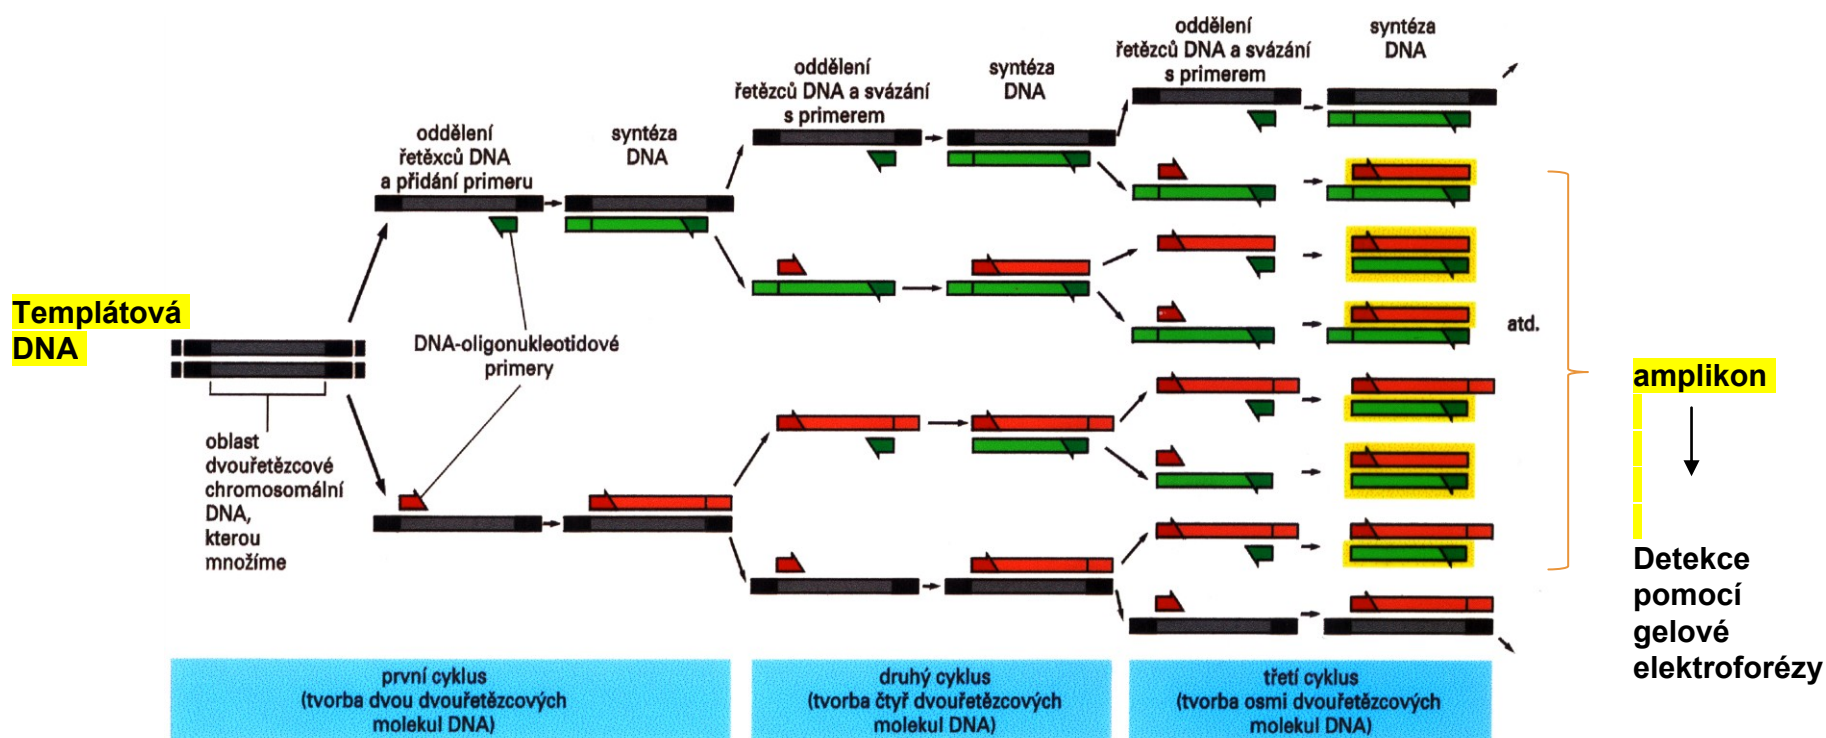 oddělení
řetěxců DNA
a přidání primeru
syntéza
DNA
oddělení
řetězců DNA a svázání
s primerem
syntéza
DNA
oddělení
řetězců DNA a svázání
s primerem
syntéza
DNA
Templátová
DNA
DNA-oligonukleotidové
primery
oblast
dvouřetězcové
chromosomální
DNA,
kterou
množíme
atd.
amplikon
Detekce
pomocí
gelové
elektroforézy
první cyklus
(tvorba dvou dvouřetězcových
molekul DNA)
druhý cyklus
(tvorba čtyř dvouřetězcových
molekul DNA)
třetí cyklus
(tvorba osmi dvouřetězcových
molekul DNA)